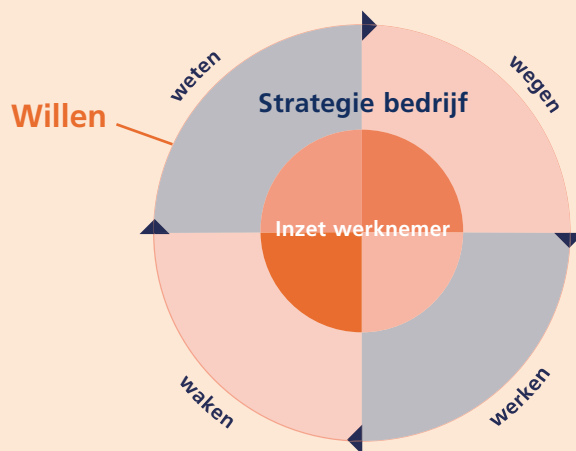 weten
wegen
Willen
Strategie bedrijf
Inzet werknemer
waken
werken